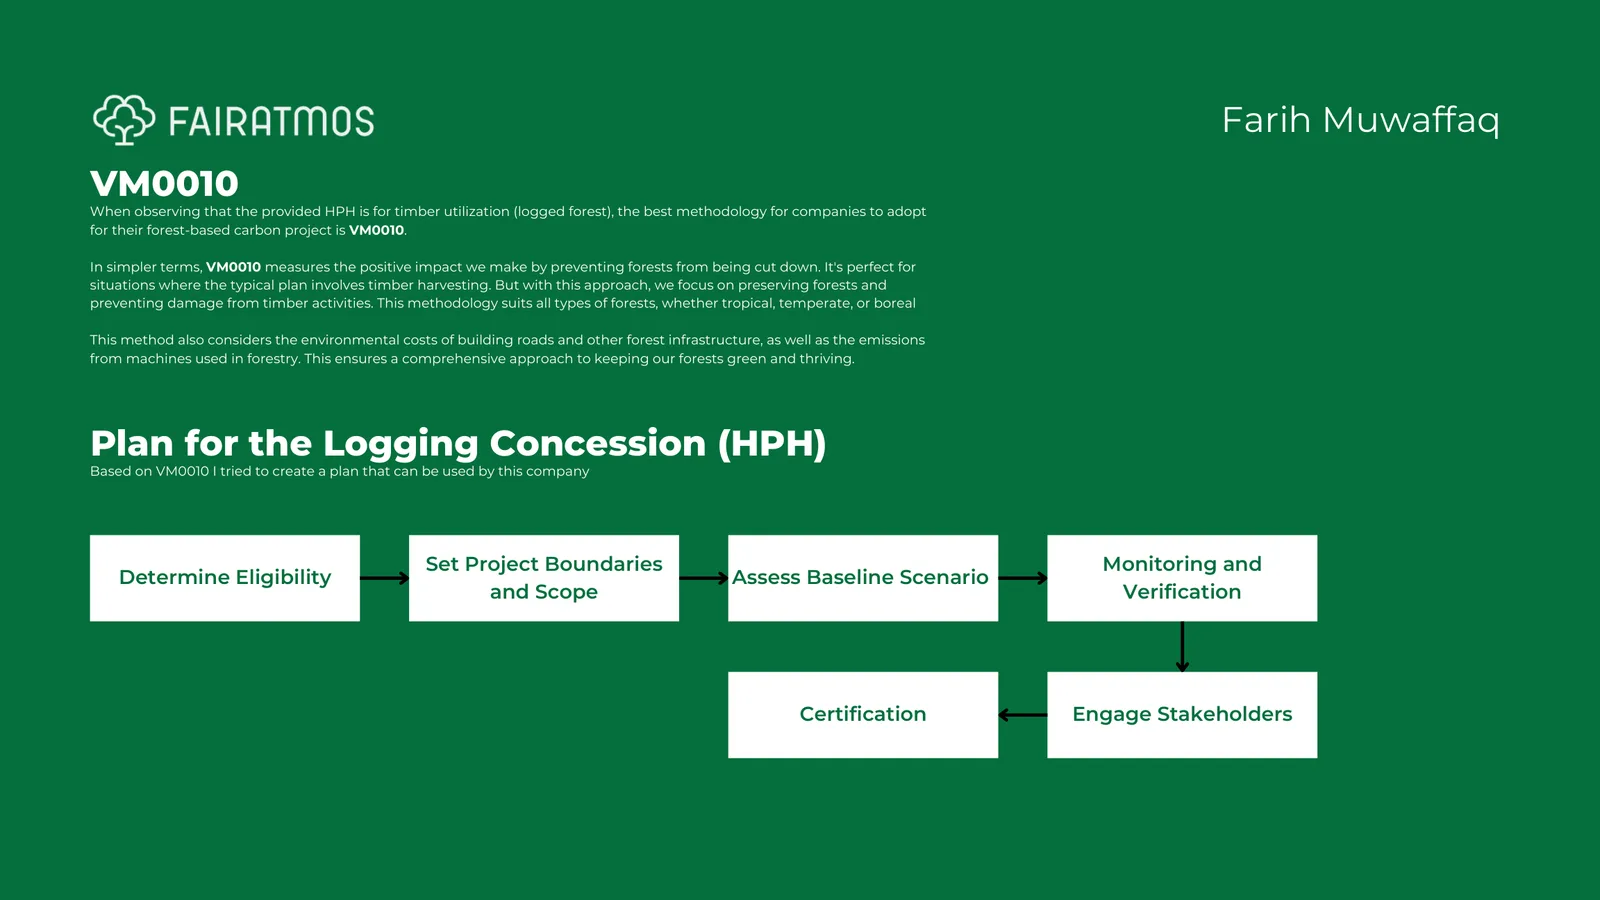 FAIRATMOS
Farih Muwaffaq
VM0010
When observing that the provided HPH is for timber utilization (logged forest), the best methodology for companies to adopt
for their forest-based carbon project is VM0010.
In simpler terms, VM0010 measures the positive impact we make by preventing forests from being cut down. It's perfect for
situations where the typical plan involves timber harvesting. But with this approach, we focus on preserving forests and
preventing damage from timber activities. This methodology suits all types of forests, whether tropical, temperate, or boreal
This method also considers the environmental costs of building roads and other forest infrastructure, as well as the emissions
from machines used in forestry. This ensures a comprehensive approach to keeping our forests green and thriving.
Plan for the Logging Concession (HPH)
Based on VM0010 I tried to create a plan that can be used by this company
Determine Eligibility
Set Project Boundaries
and Scope
Assess Baseline Scenario
Monitoring and
Verification
Engage Stakeholders
Certification